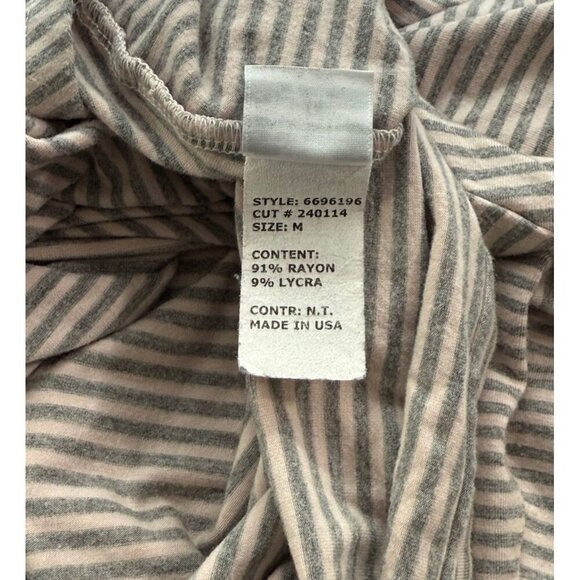 STYLE: 6696196
CUT # 240114
SIZE: M
CONTENT:
91% RAYON
9% LYCRA
CONTR: N.T.
MADE IN USA